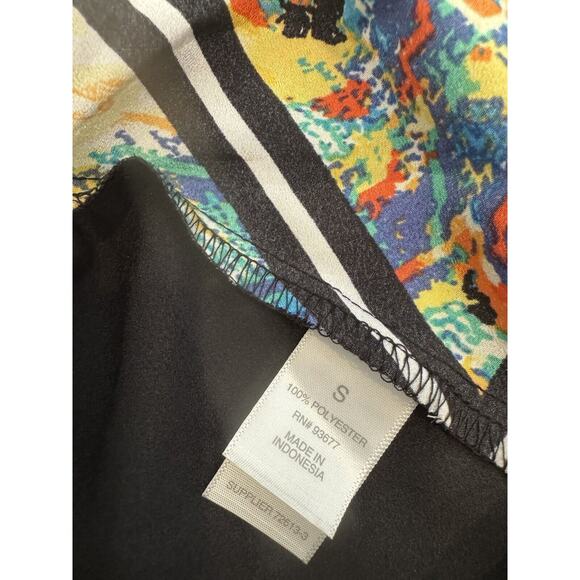 S
100% POLYESTER
RN# 93677
MADE IN
INDONESIA
SUPPLIER 72613-3